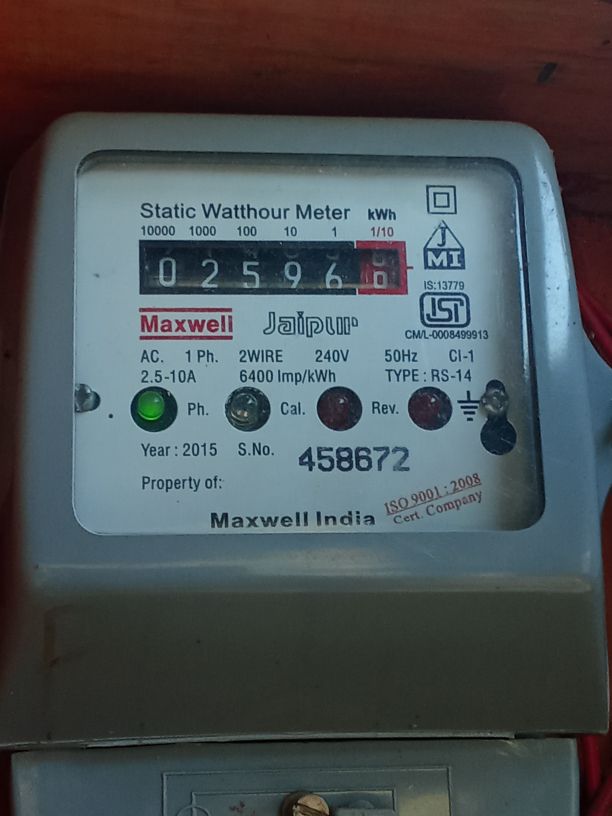 Static Watthour Meter kWh
10000 1000 100 10 1 1/10
0 2 5 9 6
Maxwell Jaipur
J
MI
IS:13779
ISI
CM/L-0008499913
AC. 1 Ph. 2WIRE 240V 50Hz Cl-1
2.5-10A 6400 Imp/kWh TYPE : RS-14
Ph. Cal. Rev.
Year : 2015 S.No. 458672
Property of:
ISO 9001 : 2008
Cert. Company
Maxwell India